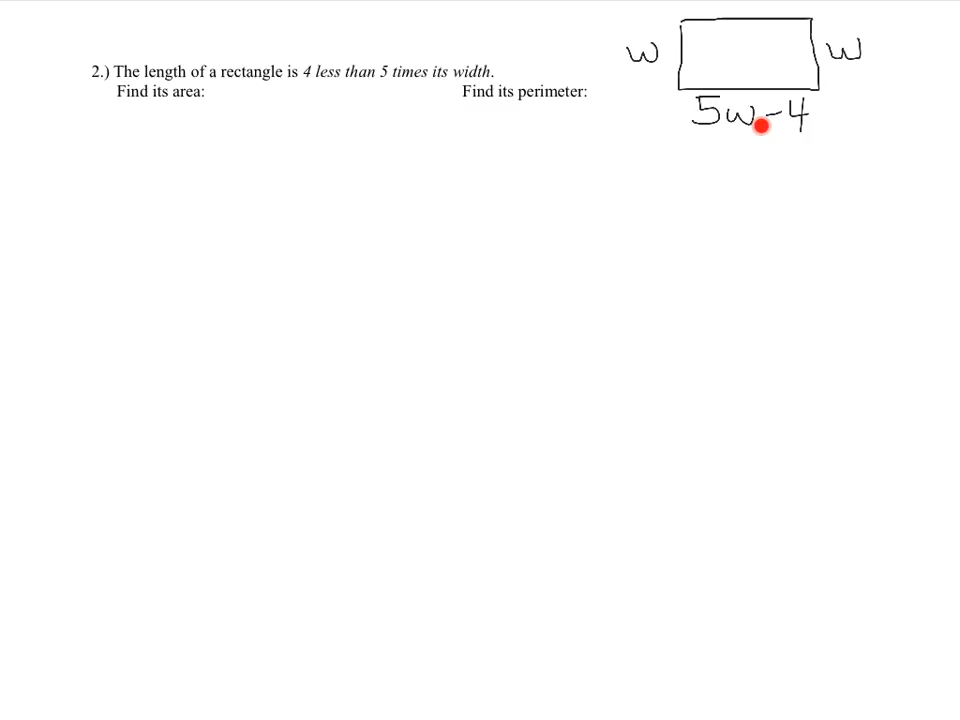 w w
2.) The length of a rectangle is 4 less than 5 times its width.
Find its area: Find its perimeter:
5w-4